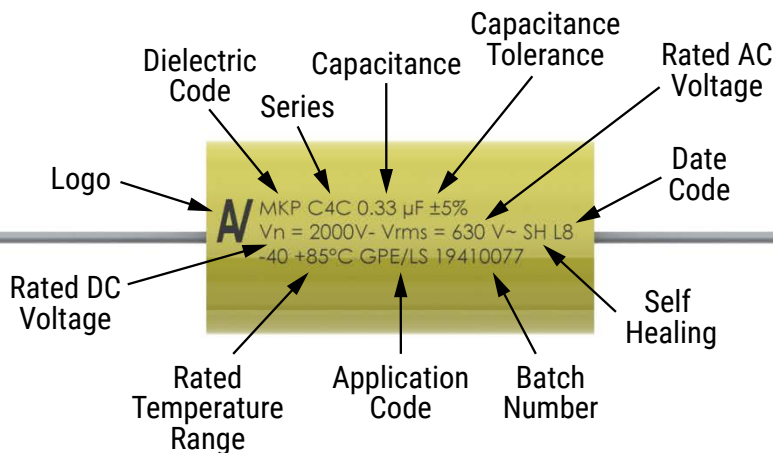 Capacitance
Tolerance
Rated AC
Voltage
Dielectric
Code
Capacitance
Series
Date
Code
Logo
AV
MKP C4C 0.33 µF ±5%
Vn = 2000V- Vrms = 630 V~ SH L8
-40 +85°C GPE/LS 19410077
Rated DC
Voltage
Self
Healing
Rated
Temperature
Range
Application
Code
Batch
Number